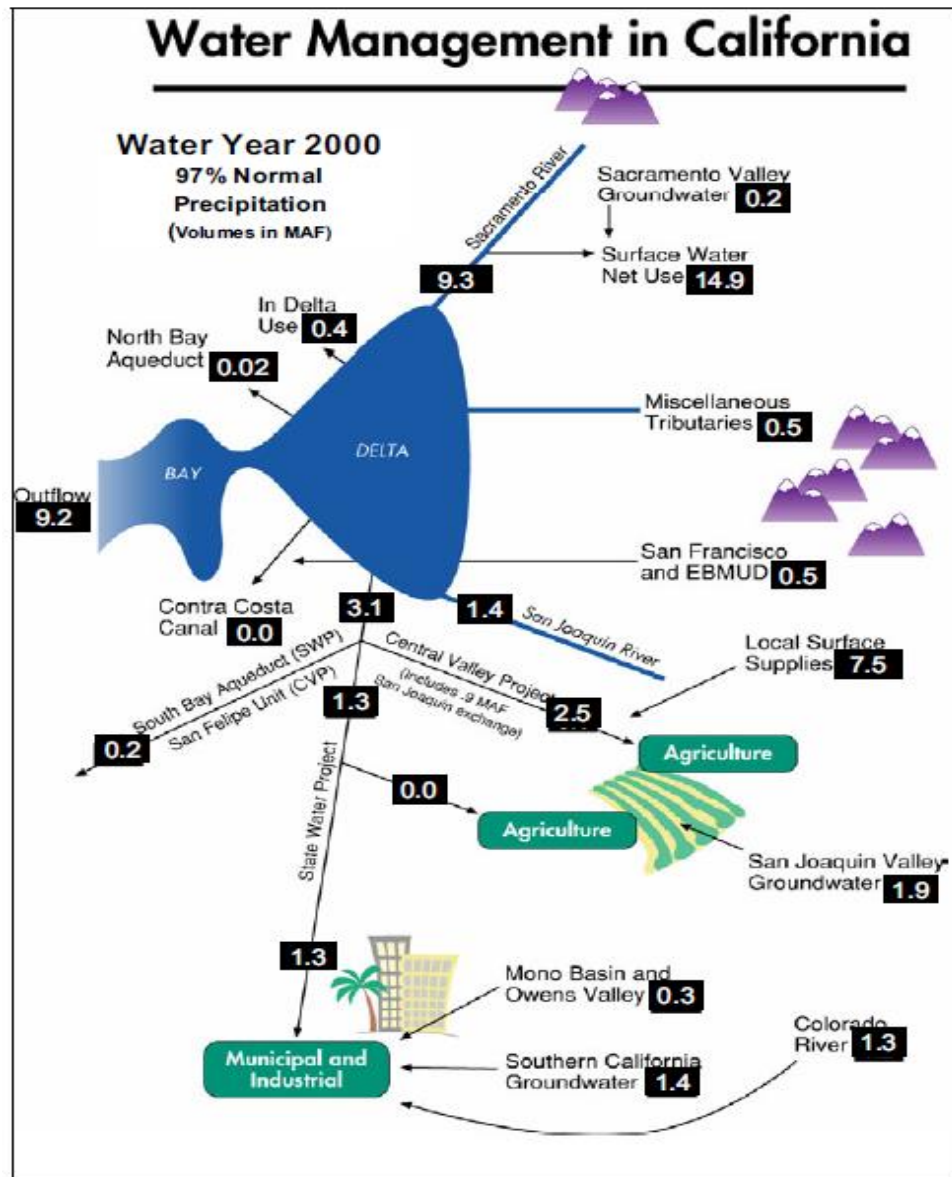 Water Management in California
Water Year 2000
97% Normal
Precipitation
(Volumes in MAF)
Sacramento River
9.3
Sacramento Valley
Groundwater 0.2
Surface Water
Net Use 14.9
In Delta
Use 0.4
North Bay
Aqueduct 0.02
Miscellaneous
Tributaries 0.5
DELTA
BAY
Outflow
9.2
San Francisco
and EBMUD 0.5
Contra Costa
Canal 0.0
3.1
1.4
San Joaquin River
Local Surface
Supplies 7.5
South Bay Aqueduct (SWP)
San Felipe Unit (CVP)
0.2
Central Valley Project
(Includes .9 MAF
San Joaquin exchange)
2.5
1.3
Agriculture
State Water Project
0.0
Agriculture
San Joaquin Valley
Groundwater 1.9
1.3
Mono Basin and
Owens Valley 0.3
Colorado
River 1.3
Municipal and
Industrial
Southern California
Groundwater 1.4